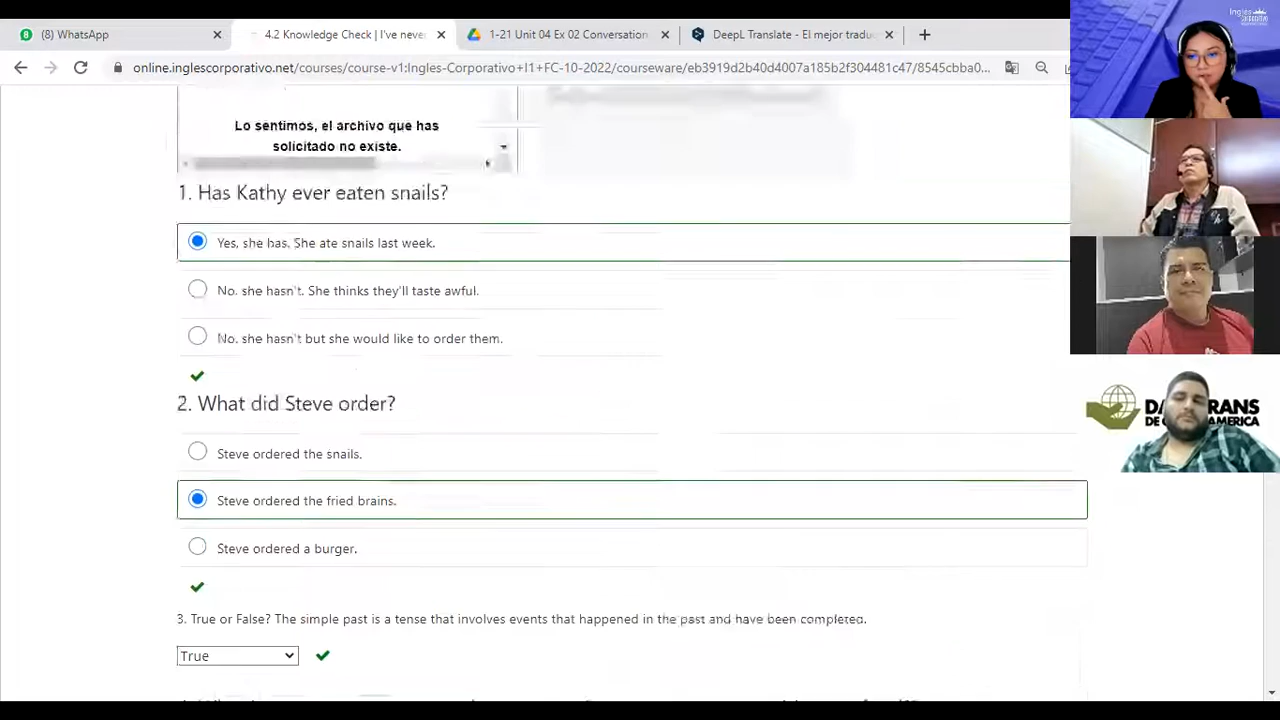 (8) WhatsApp
4.2 Knowledge Check | I've never
1-21 Unit 04 Ex 02 Conversation
DeepL Translate - El mejor tradu
online.inglescorporativo.net/courses/course-v1:Ingles-Corporativo+I1+FC-10-2022/courseware/eb3919d2b40d4007a185b2f304481c47/8545cbba0...
Lo sentimos, el archivo que has
solicitado no existe.
1. Has Kathy ever eaten snails?
Yes, she has. She ate snails last week.
No. she hasn't. She thinks they'll taste awful.
No. she hasn't but she would like to order them.
2. What did Steve order?
Steve ordered the snails.
Steve ordered the fried brains.
Steve ordered a burger.
3. True or False? The simple past is a tense that involves events that happened in the past and have been completed.
True
Ingles